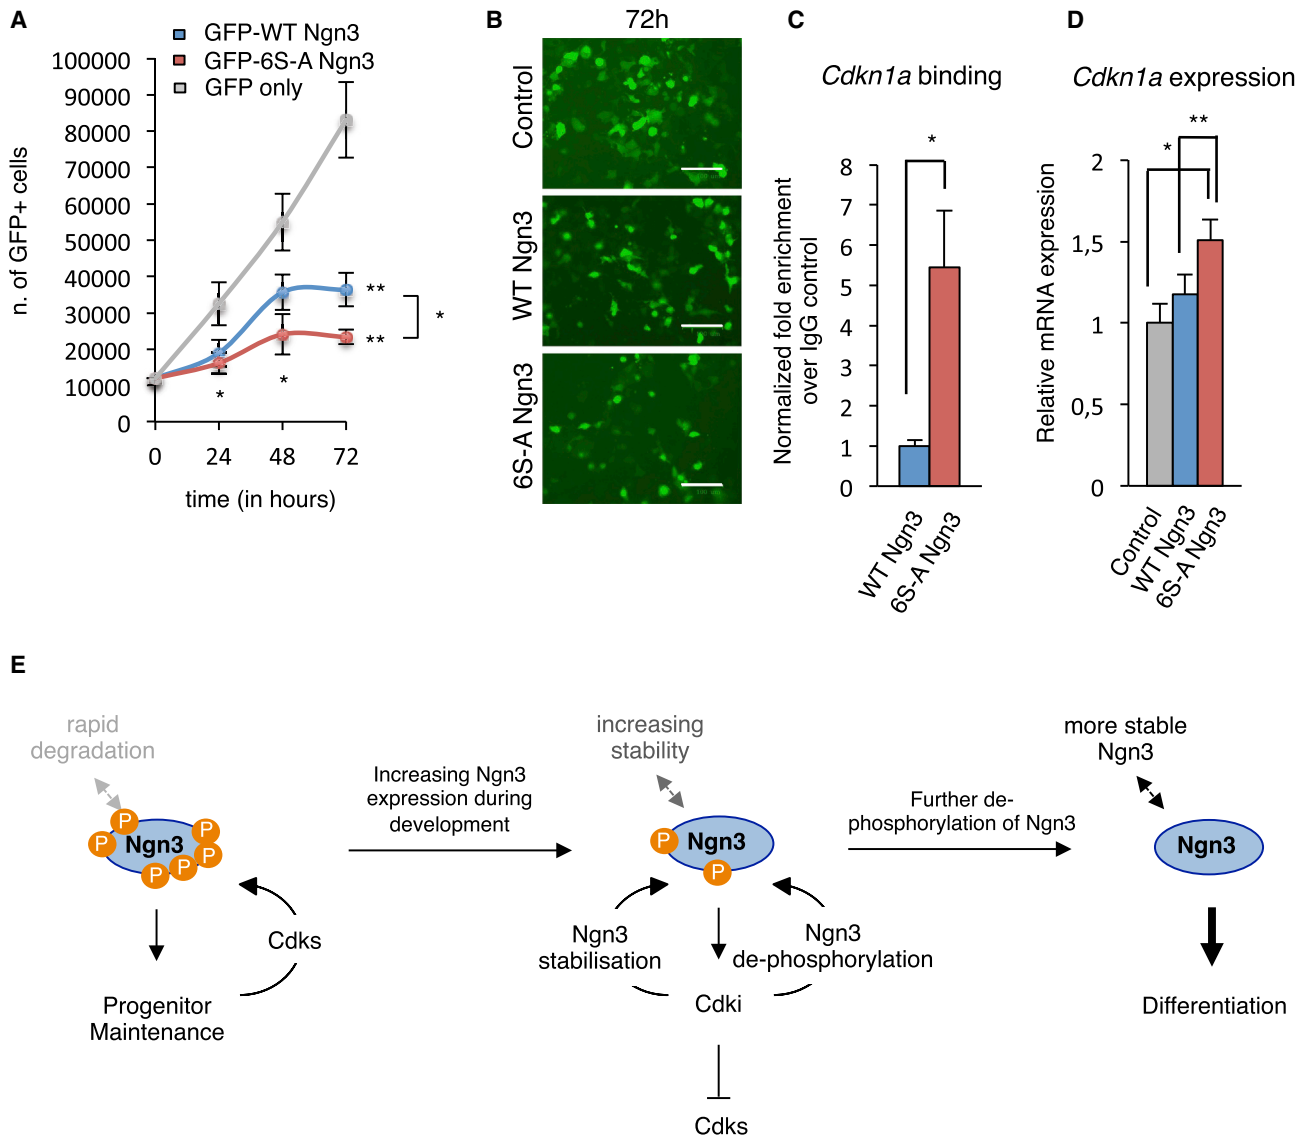 A
GFP-WT Ngn3
GFP-6S-A Ngn3
GFP only
n. of GFP+ cells
100000
90000
80000
70000
60000
50000
40000
30000
20000
10000
0
**
**
*
*
*
0 24 48 72
time (in hours)
B
72h
Control
WT Ngn3
6S-A Ngn3
C
Cdkn1a binding
*
Normalized fold enrichment
over IgG control
8
7
6
5
4
3
2
1
0
WT Ngn3
6S-A Ngn3
D
Cdkn1a expression
**
*
Relative mRNA expression
2
1,5
1
0,5
0
Control
WT Ngn3
6S-A Ngn3
E
rapid
degradation
P
P
P
P
P
P
Ngn3
Cdks
Progenitor
Maintenance
Increasing Ngn3
expression during
development
increasing
stability
P
Ngn3
P
Ngn3
stabilisation
Ngn3
de-phosphorylation
Cdki
Cdks
Further de-
phosphorylation of Ngn3
more stable
Ngn3
Ngn3
Differentiation